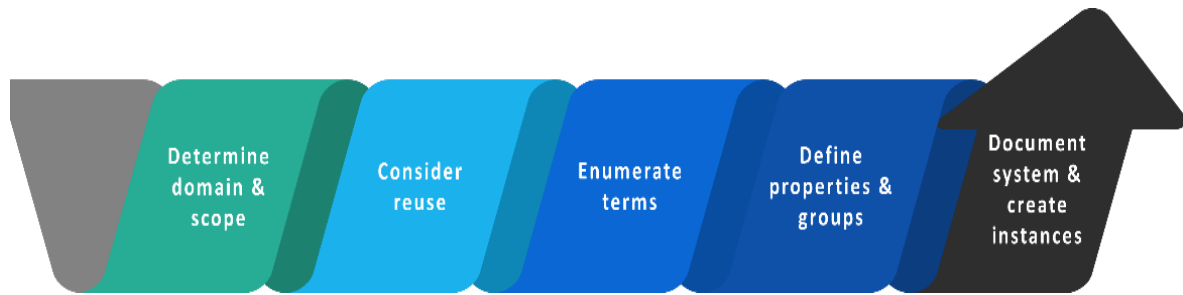 Determine
domain &
scope
Consider
reuse
Enumerate
terms
Define
properties &
groups
Document
system &
create
instances